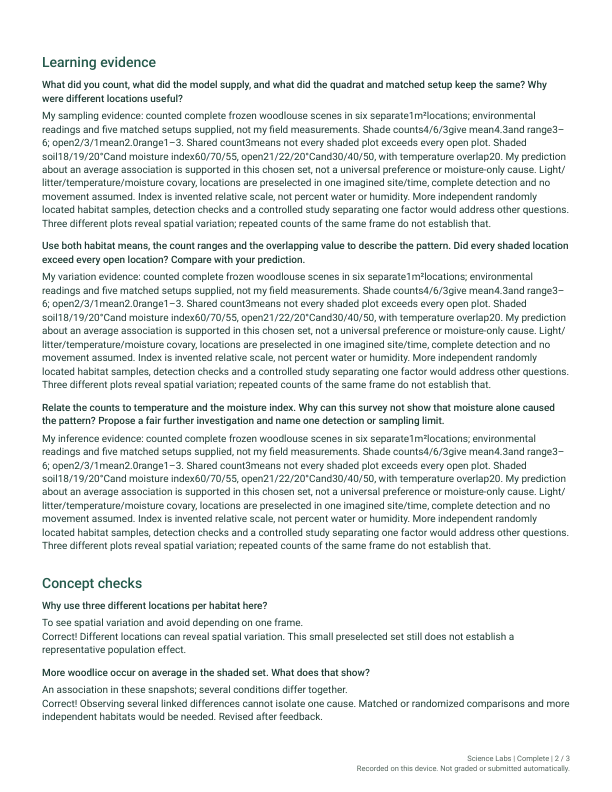 Learning evidence
What did you count, what did the model supply, and what did the quadrat and matched setup keep the same? Why
were different locations useful?
My sampling evidence: counted complete frozen woodlouse scenes in six separate1m²locations; environmental
readings and five matched setups supplied, not my field measurements. Shade counts4/6/3give mean4.3and range3–
6; open2/3/1mean2.0range1–3. Shared count3means not every shaded plot exceeds every open plot. Shaded
soil18/19/20°Cand moisture index60/70/55, open21/22/20°Cand30/40/50, with temperature overlap20. My prediction
about an average association is supported in this chosen set, not a universal preference or moisture-only cause. Light/
litter/temperature/moisture covary, locations are preselected in one imagined site/time, complete detection and no
movement assumed. Index is invented relative scale, not percent water or humidity. More independent randomly
located habitat samples, detection checks and a controlled study separating one factor would address other questions.
Three different plots reveal spatial variation; repeated counts of the same frame do not establish that.
Use both habitat means, the count ranges and the overlapping value to describe the pattern. Did every shaded location
exceed every open location? Compare with your prediction.
My variation evidence: counted complete frozen woodlouse scenes in six separate1m²locations; environmental
readings and five matched setups supplied, not my field measurements. Shade counts4/6/3give mean4.3and range3–
6; open2/3/1mean2.0range1–3. Shared count3means not every shaded plot exceeds every open plot. Shaded
soil18/19/20°Cand moisture index60/70/55, open21/22/20°Cand30/40/50, with temperature overlap20. My prediction
about an average association is supported in this chosen set, not a universal preference or moisture-only cause. Light/
litter/temperature/moisture covary, locations are preselected in one imagined site/time, complete detection and no
movement assumed. Index is invented relative scale, not percent water or humidity. More independent randomly
located habitat samples, detection checks and a controlled study separating one factor would address other questions.
Three different plots reveal spatial variation; repeated counts of the same frame do not establish that.
Relate the counts to temperature and the moisture index. Why can this survey not show that moisture alone caused
the pattern? Propose a fair further investigation and name one detection or sampling limit.
My inference evidence: counted complete frozen woodlouse scenes in six separate1m²locations; environmental
readings and five matched setups supplied, not my field measurements. Shade counts4/6/3give mean4.3and range3–
6; open2/3/1mean2.0range1–3. Shared count3means not every shaded plot exceeds every open plot. Shaded
soil18/19/20°Cand moisture index60/70/55, open21/22/20°Cand30/40/50, with temperature overlap20. My prediction
about an average association is supported in this chosen set, not a universal preference or moisture-only cause. Light/
litter/temperature/moisture covary, locations are preselected in one imagined site/time, complete detection and no
movement assumed. Index is invented relative scale, not percent water or humidity. More independent randomly
located habitat samples, detection checks and a controlled study separating one factor would address other questions.
Three different plots reveal spatial variation; repeated counts of the same frame do not establish that.
Concept checks
Why use three different locations per habitat here?
To see spatial variation and avoid depending on one frame.
Correct! Different locations can reveal spatial variation. This small preselected set still does not establish a
representative population effect.
More woodlice occur on average in the shaded set. What does that show?
An association in these snapshots; several conditions differ together.
Correct! Observing several linked differences cannot isolate one cause. Matched or randomized comparisons and more
independent habitats would be needed. Revised after feedback.
Science Labs | Complete | 2 / 3
Recorded on this device. Not graded or submitted automatically.